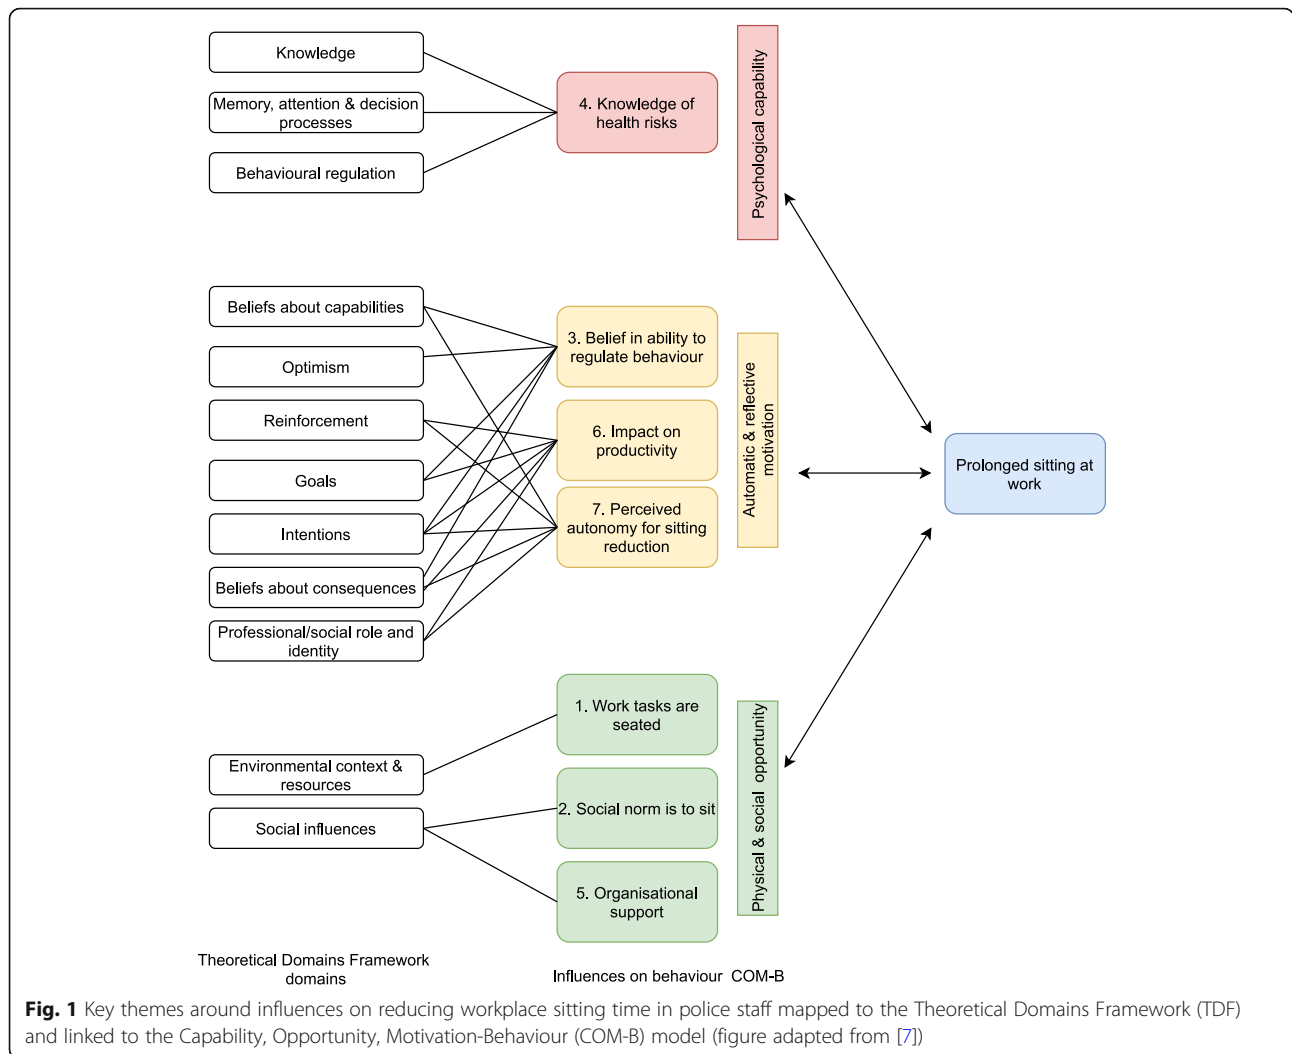 Knowledge
Memory, attention & decision
processes
Behavioural regulation
4. Knowledge of
health risks
Psychological capability
Beliefs about capabilities
Optimism
Reinforcement
Goals
Intentions
Beliefs about consequences
Professional/social role and
identity
3. Belief in ability to
regulate behaviour
6. Impact on
productivity
7. Perceived
autonomy for sitting
reduction
Automatic & reflective
motivation
Prolonged sitting at
work
Environmental context &
resources
Social influences
1. Work tasks are
seated
2. Social norm is to sit
5. Organisational
support
Physical & social opportunity
Theoretical Domains Framework
domains
Influences on behaviour
COM-B
Fig. 1 Key themes around influences on reducing workplace sitting time in police staff mapped to the Theoretical Domains Framework (TDF)
and linked to the Capability, Opportunity, Motivation-Behaviour (COM-B) model (figure adapted from [7])